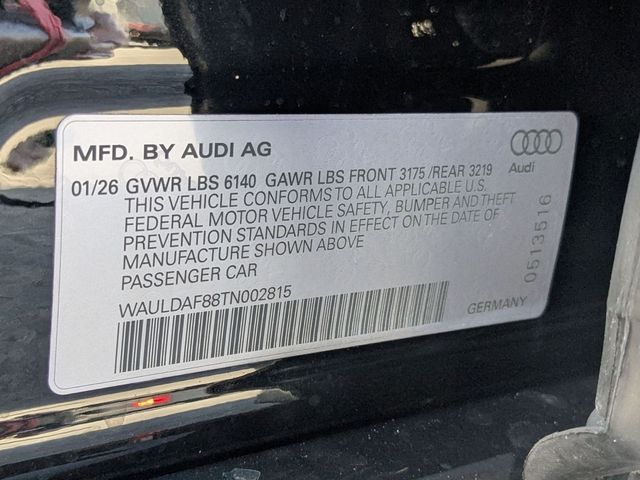 MFD. BY AUDI AG
Audi
01/26 GVWR LBS 6140 GAWR LBS FRONT 3175 /REAR 3219
THIS VEHICLE CONFORMS TO ALL APPLICABLE U.S.
FEDERAL MOTOR VEHICLE SAFETY, BUMPER AND THEFT
PREVENTION STANDARDS IN EFFECT ON THE DATE OF
MANUFACTURE SHOWN ABOVE
PASSENGER CAR
WAULDAF88TN002815
GERMANY
0513516